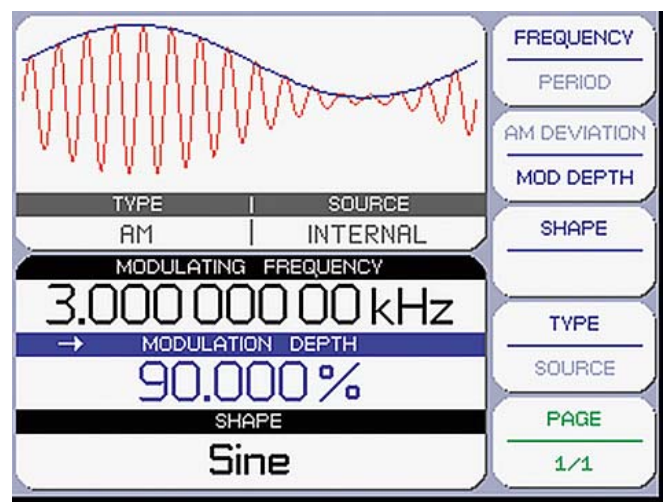 FREQUENCY
PERIOD
AM DEVIATION
MOD DEPTH
TYPE | SOURCE
AM | INTERNAL
SHAPE
MODULATING FREQUENCY
3.000 000 00 kHz
→ MODULATION DEPTH
90.000 %
SHAPE
Sine
TYPE
SOURCE
PAGE
1/1